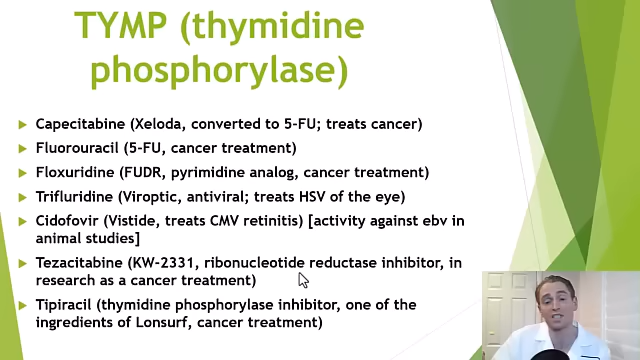 TYMP (thymidine
phosphorylase)
Capecitabine (Xeloda, converted to 5-FU; treats cancer)
Fluorouracil (5-FU, cancer treatment)
Floxuridine (FUDR, pyrimidine analog, cancer treatment)
Trifluridine (Viroptic, antiviral; treats HSV of the eye)
Cidofovir (Vistide, treats CMV retinitis) [activity against ebv in
animal studies]
Tezacitabine (KW-2331, ribonucleotide reductase inhibitor, in
research as a cancer treatment)
Tipiracil (thymidine phosphorylase inhibitor, one of the
ingredients of Lonsurf, cancer treatment)